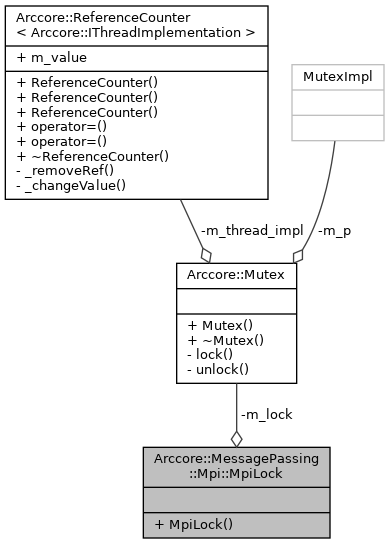 Arccore::ReferenceCounter
< Arccore::IThreadImplementation >
+ m_value
+ ReferenceCounter()
+ ReferenceCounter()
+ ReferenceCounter()
+ operator=()
+ operator=()
+ ~ReferenceCounter()
- _removeRef()
- _changeValue()
MutexImpl
-m_thread_impl
-m_p
Arccore::Mutex
+ Mutex()
+ ~Mutex()
- lock()
- unlock()
-m_lock
Arccore::MessagePassing
::Mpi::MpiLock
+ MpiLock()